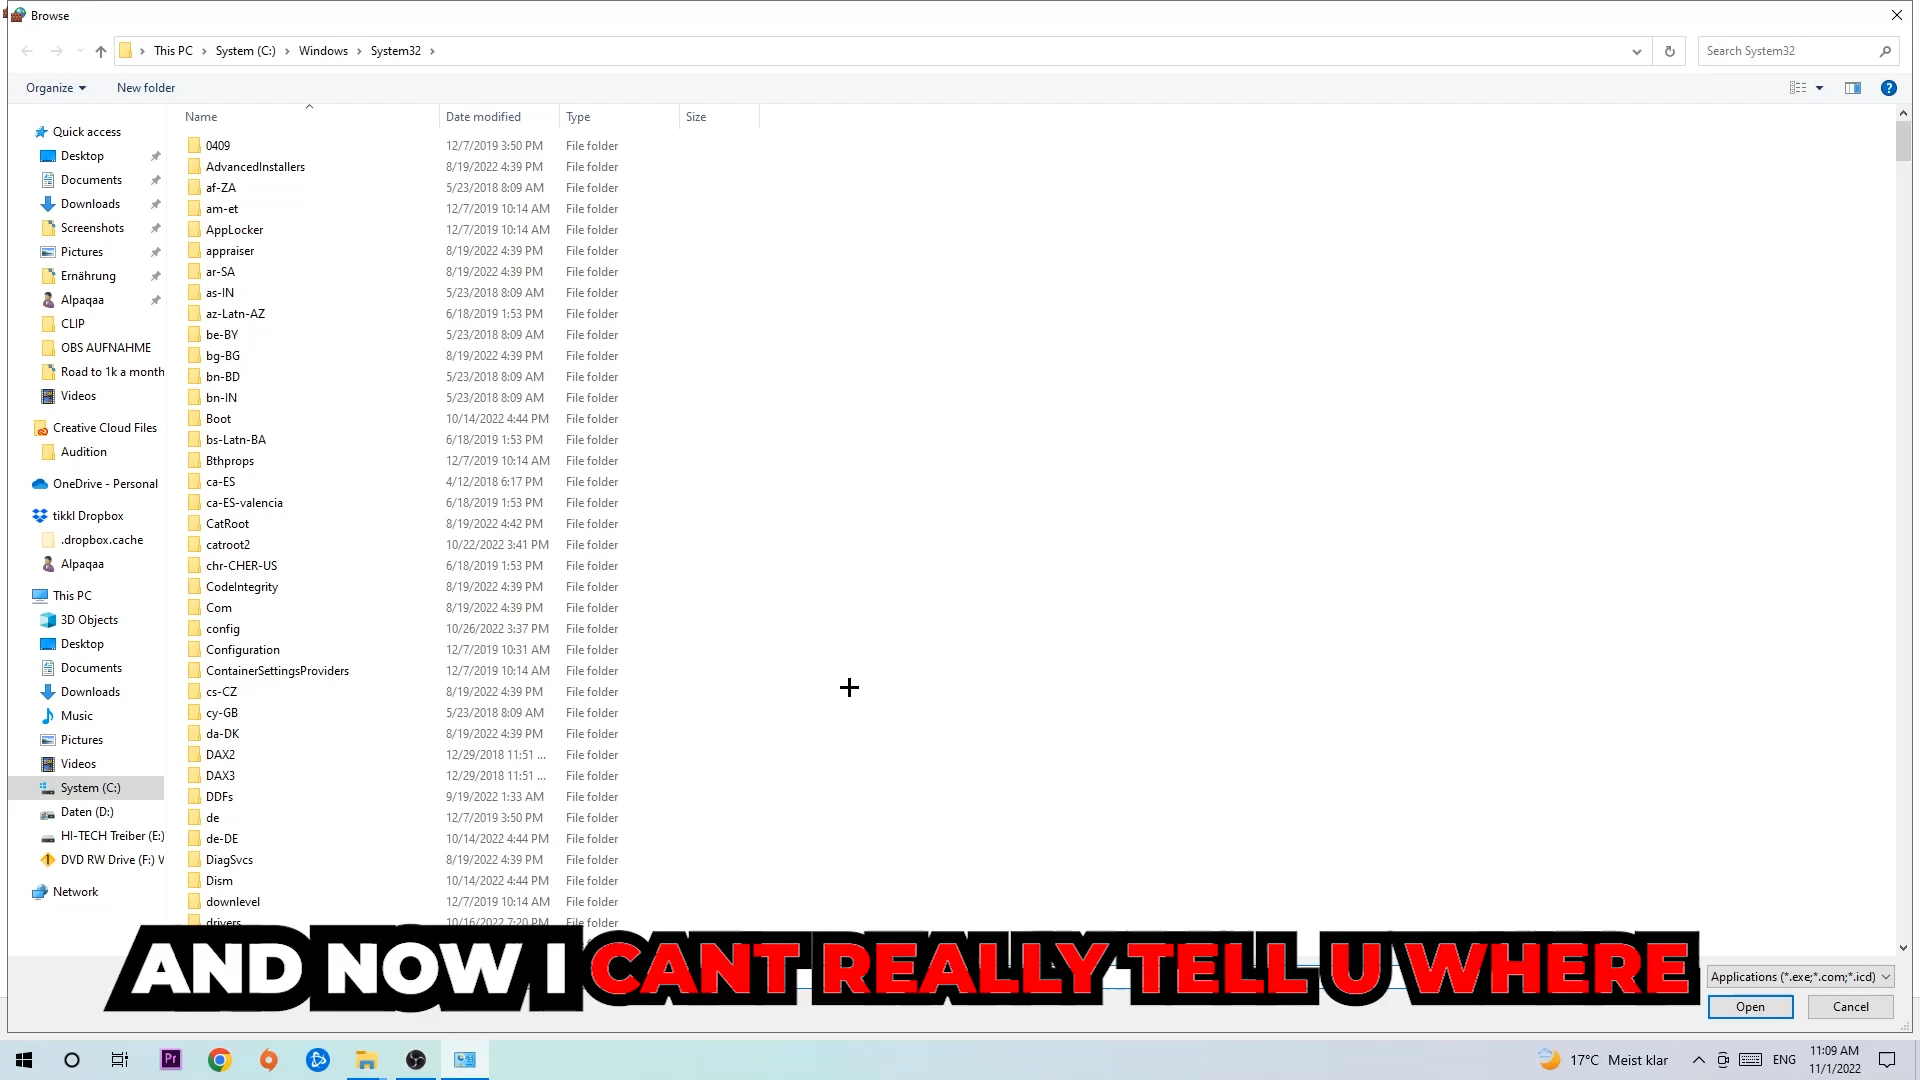 Browse
This PC > System (C:) > Windows > System32 >
Search System32
Organize
New folder
Name Date modified Type Size
Quick access
Desktop
Documents
Downloads
Screenshots
Pictures
Ernährung
Alpaqaa
CLIP
OBS AUFNAHME
Road to 1k a month
Videos
Creative Cloud Files
Audition
OneDrive - Personal
tikkl Dropbox
.dropbox.cache
Alpaqaa
This PC
3D Objects
Desktop
Documents
Downloads
Music
Pictures
Videos
System (C:)
Daten (D:)
HI-TECH Treiber (E:)
DVD RW Drive (F:) V
Network
0409 12/7/2019 3:50 PM File folder
AdvancedInstallers 8/19/2022 4:39 PM File folder
af-ZA 5/23/2018 8:09 AM File folder
am-et 12/7/2019 10:14 AM File folder
AppLocker 12/7/2019 10:14 AM File folder
appraiser 8/19/2022 4:39 PM File folder
ar-SA 8/19/2022 4:39 PM File folder
as-IN 5/23/2018 8:09 AM File folder
az-Latn-AZ 6/18/2019 1:53 PM File folder
be-BY 5/23/2018 8:09 AM File folder
bg-BG 8/19/2022 4:39 PM File folder
bn-BD 5/23/2018 8:09 AM File folder
bn-IN 5/23/2018 8:09 AM File folder
Boot 10/14/2022 4:44 PM File folder
bs-Latn-BA 6/18/2019 1:53 PM File folder
Bthprops 12/7/2019 10:14 AM File folder
ca-ES 4/12/2018 6:17 PM File folder
ca-ES-valencia 6/18/2019 1:53 PM File folder
CatRoot 8/19/2022 4:42 PM File folder
catroot2 10/22/2022 3:41 PM File folder
chr-CHER-US 6/18/2019 1:53 PM File folder
CodeIntegrity 8/19/2022 4:39 PM File folder
Com 8/19/2022 4:39 PM File folder
config 10/26/2022 3:37 PM File folder
Configuration 12/7/2019 10:31 AM File folder
ContainerSettingsProviders 12/7/2019 10:14 AM File folder
cs-CZ 8/19/2022 4:39 PM File folder
cy-GB 5/23/2018 8:09 AM File folder
da-DK 8/19/2022 4:39 PM File folder
DAX2 12/29/2018 11:51 ... File folder
DAX3 12/29/2018 11:51 ... File folder
DDFs 9/19/2022 1:33 AM File folder
de 12/7/2019 3:50 PM File folder
de-DE 10/14/2022 4:44 PM File folder
DiagSvcs 8/19/2022 4:39 PM File folder
Dism 10/14/2022 4:44 PM File folder
downlevel 12/7/2019 10:14 AM File folder
drivers 10/16/2022 7:20 PM File folder
AND NOW I CANT REALLY TELL U WHERE
Applications (*.exe;*.com;*.icd)
Open
Cancel
Pr
17°C Meist klar
ENG
11:09 AM
11/1/2022